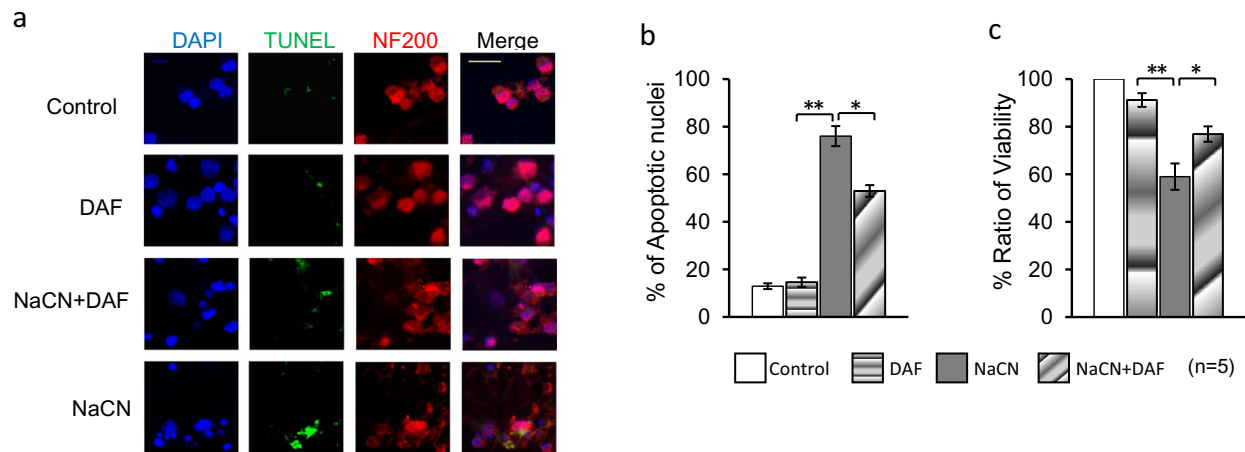 a
DAPI TUNEL NF200 Merge
Control
DAF
NaCN+DAF
NaCN
b
% of Apoptotic nuclei
100
80
60
40
20
0
** *
c
% Ratio of Viability
100
80
60
40
20
0
** *
Control DAF NaCN NaCN+DAF (n=5)